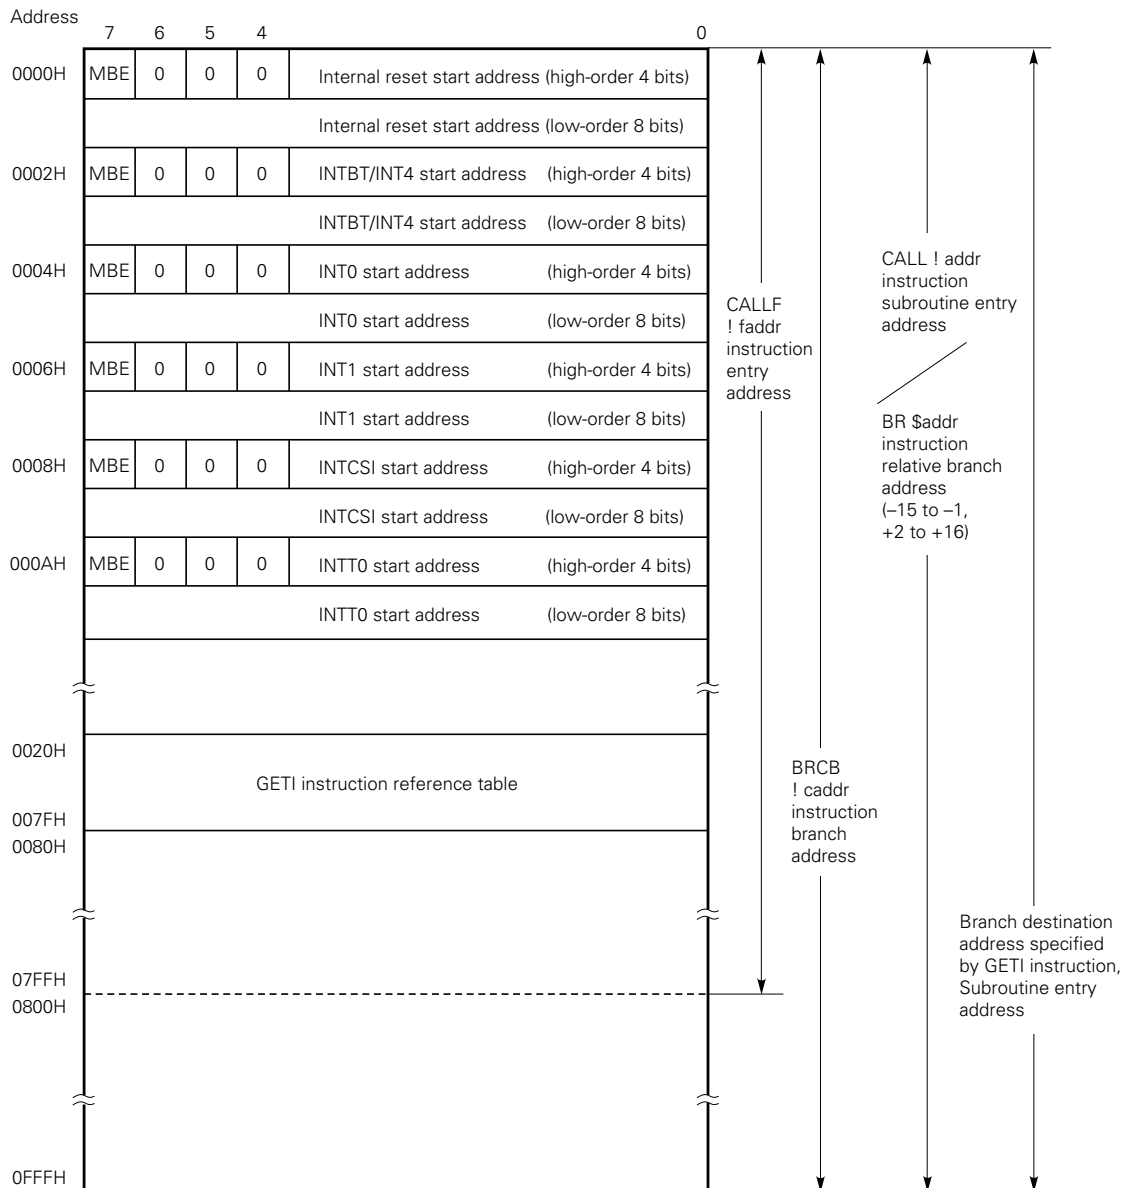 Address
7 6 5 4 0
0000H MBE 0 0 0 Internal reset start address (high-order 4 bits)
Internal reset start address (low-order 8 bits)
0002H MBE 0 0 0 INTBT/INT4 start address (high-order 4 bits)
INTBT/INT4 start address (low-order 8 bits)
0004H MBE 0 0 0 INT0 start address (high-order 4 bits)
INT0 start address (low-order 8 bits)
0006H MBE 0 0 0 INT1 start address (high-order 4 bits)
INT1 start address (low-order 8 bits)
0008H MBE 0 0 0 INTCSI start address (high-order 4 bits)
INTCSI start address (low-order 8 bits)
000AH MBE 0 0 0 INTT0 start address (high-order 4 bits)
INTT0 start address (low-order 8 bits)
0020H
GETI instruction reference table
007FH
0080H
07FFH
0800H
0FFFH
CALLF
! faddr
instruction
entry
address
BRCB
! caddr
instruction
branch
address
CALL ! addr
instruction
subroutine entry
address
BR $addr
instruction
relative branch
address
(–15 to –1,
+2 to +16)
Branch destination
address specified
by GETI instruction,
Subroutine entry
address